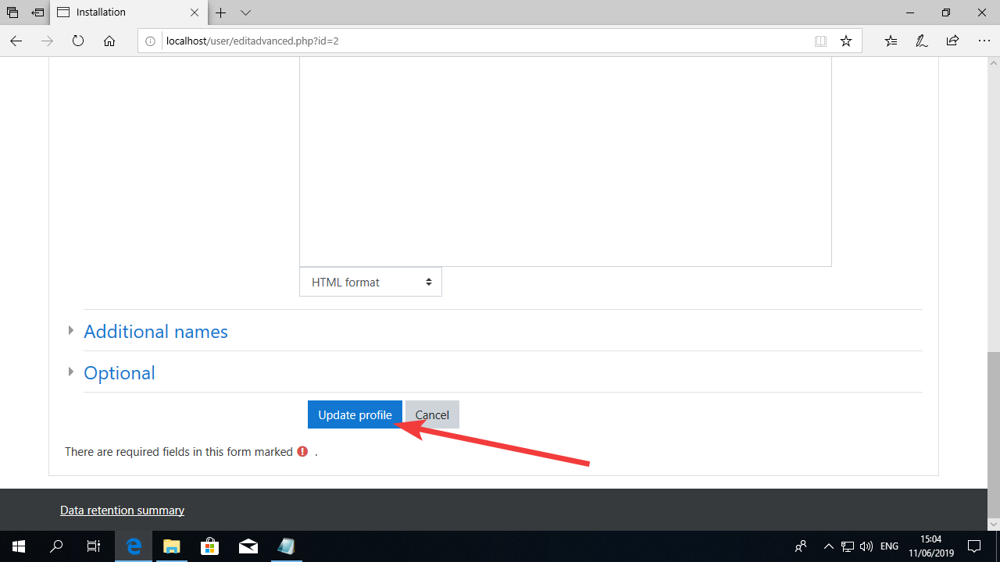 Installation
localhost/user/editadvanced.php?id=2
HTML format
Additional names
Optional
Update profile Cancel
There are required fields in this form marked .
Data retention summary
ENG
15:04
11/06/2019